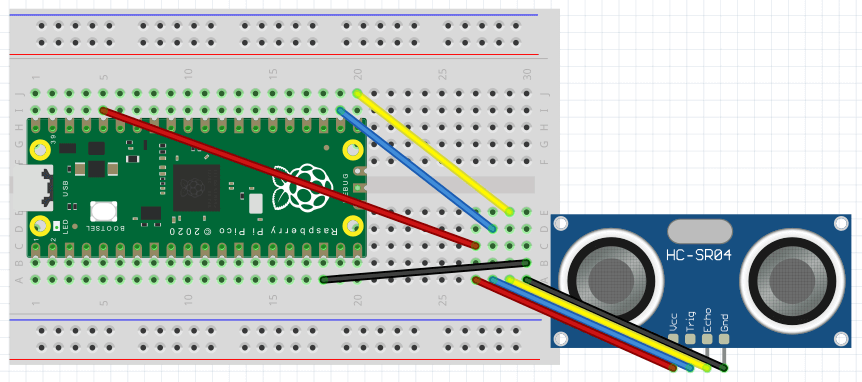 1 5 10 15 20 25 30
J J
I I
H H
G G
F F
39
USB
DEBUG
LED
BOOTSEL
Raspberry Pi Pico © 2020
1
2
E E
D D
C C
B B
A A
1 5 10 15 20 25 30
HC-SR04
Vcc
Trig
Echo
Gnd